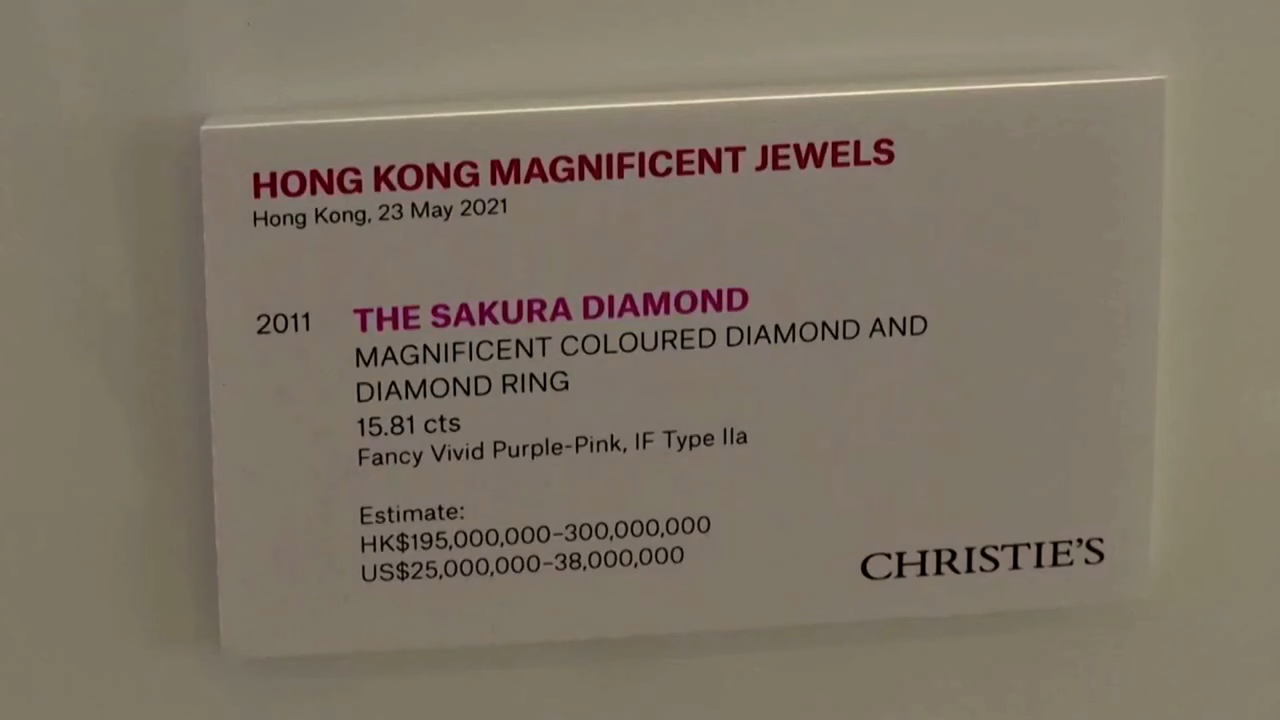 HONG KONG MAGNIFICENT JEWELS
Hong Kong, 23 May 2021
2011 THE SAKURA DIAMOND
MAGNIFICENT COLOURED DIAMOND AND
DIAMOND RING
15.81 cts
Fancy Vivid Purple-Pink, IF Type IIa
Estimate:
HK$195,000,000-300,000,000
US$25,000,000-38,000,000
CHRISTIE'S